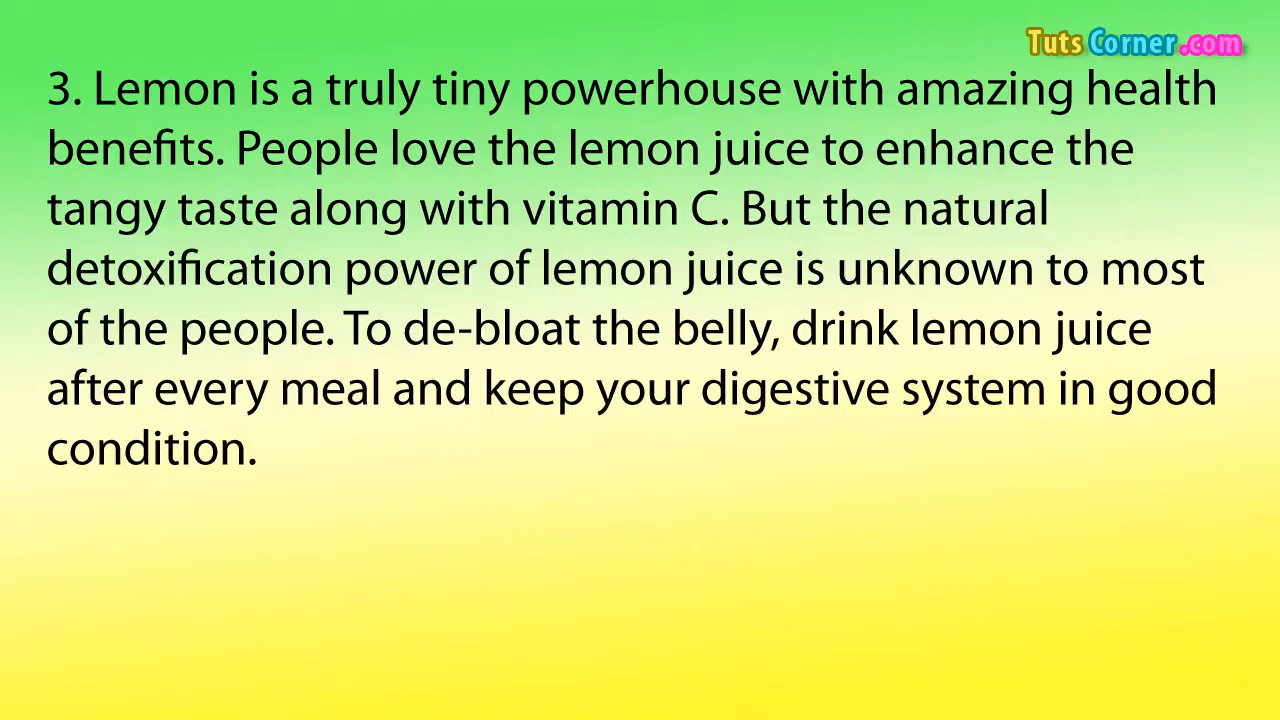 Tuts Corner.com
3. Lemon is a truly tiny powerhouse with amazing health
benefits. People love the lemon juice to enhance the
tangy taste along with vitamin C. But the natural
detoxification power of lemon juice is unknown to most
of the people. To de-bloat the belly, drink lemon juice
after every meal and keep your digestive system in good
condition.